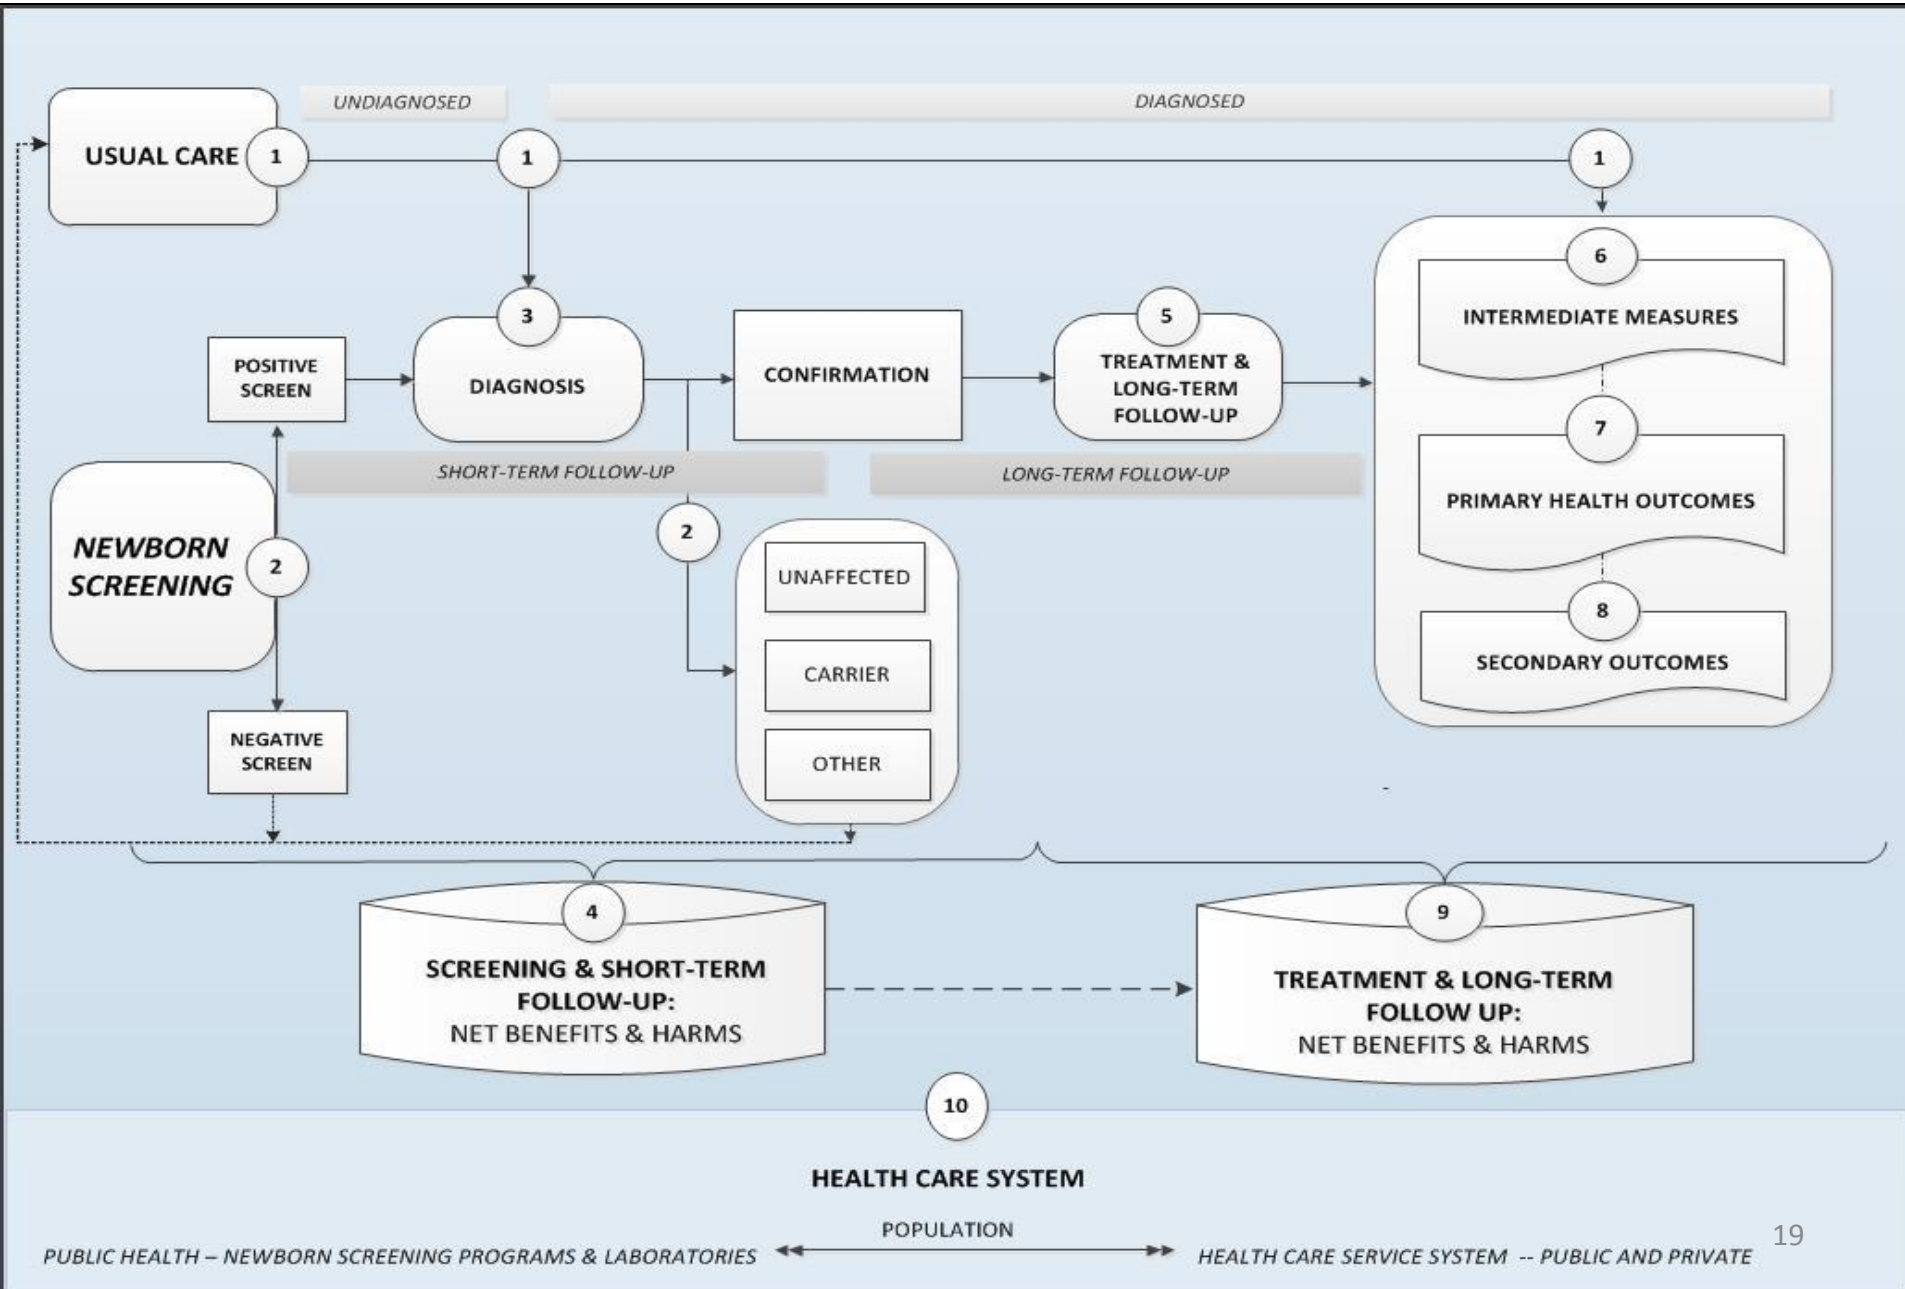 UNDIAGNOSED
DIAGNOSED
USUAL CARE
1
1
1
6
INTERMEDIATE MEASURES
3
DIAGNOSIS
POSITIVE
SCREEN
CONFIRMATION
5
TREATMENT &
LONG-TERM
FOLLOW-UP
7
PRIMARY HEALTH OUTCOMES
SHORT-TERM FOLLOW-UP
LONG-TERM FOLLOW-UP
NEWBORN
SCREENING
2
2
UNAFFECTED
CARRIER
OTHER
8
SECONDARY OUTCOMES
NEGATIVE
SCREEN
-
4
SCREENING & SHORT-TERM
FOLLOW-UP:
NET BENEFITS & HARMS
9
TREATMENT & LONG-TERM
FOLLOW UP:
NET BENEFITS & HARMS
10
HEALTH CARE SYSTEM
POPULATION
PUBLIC HEALTH – NEWBORN SCREENING PROGRAMS & LABORATORIES
HEALTH CARE SERVICE SYSTEM -- PUBLIC AND PRIVATE
19